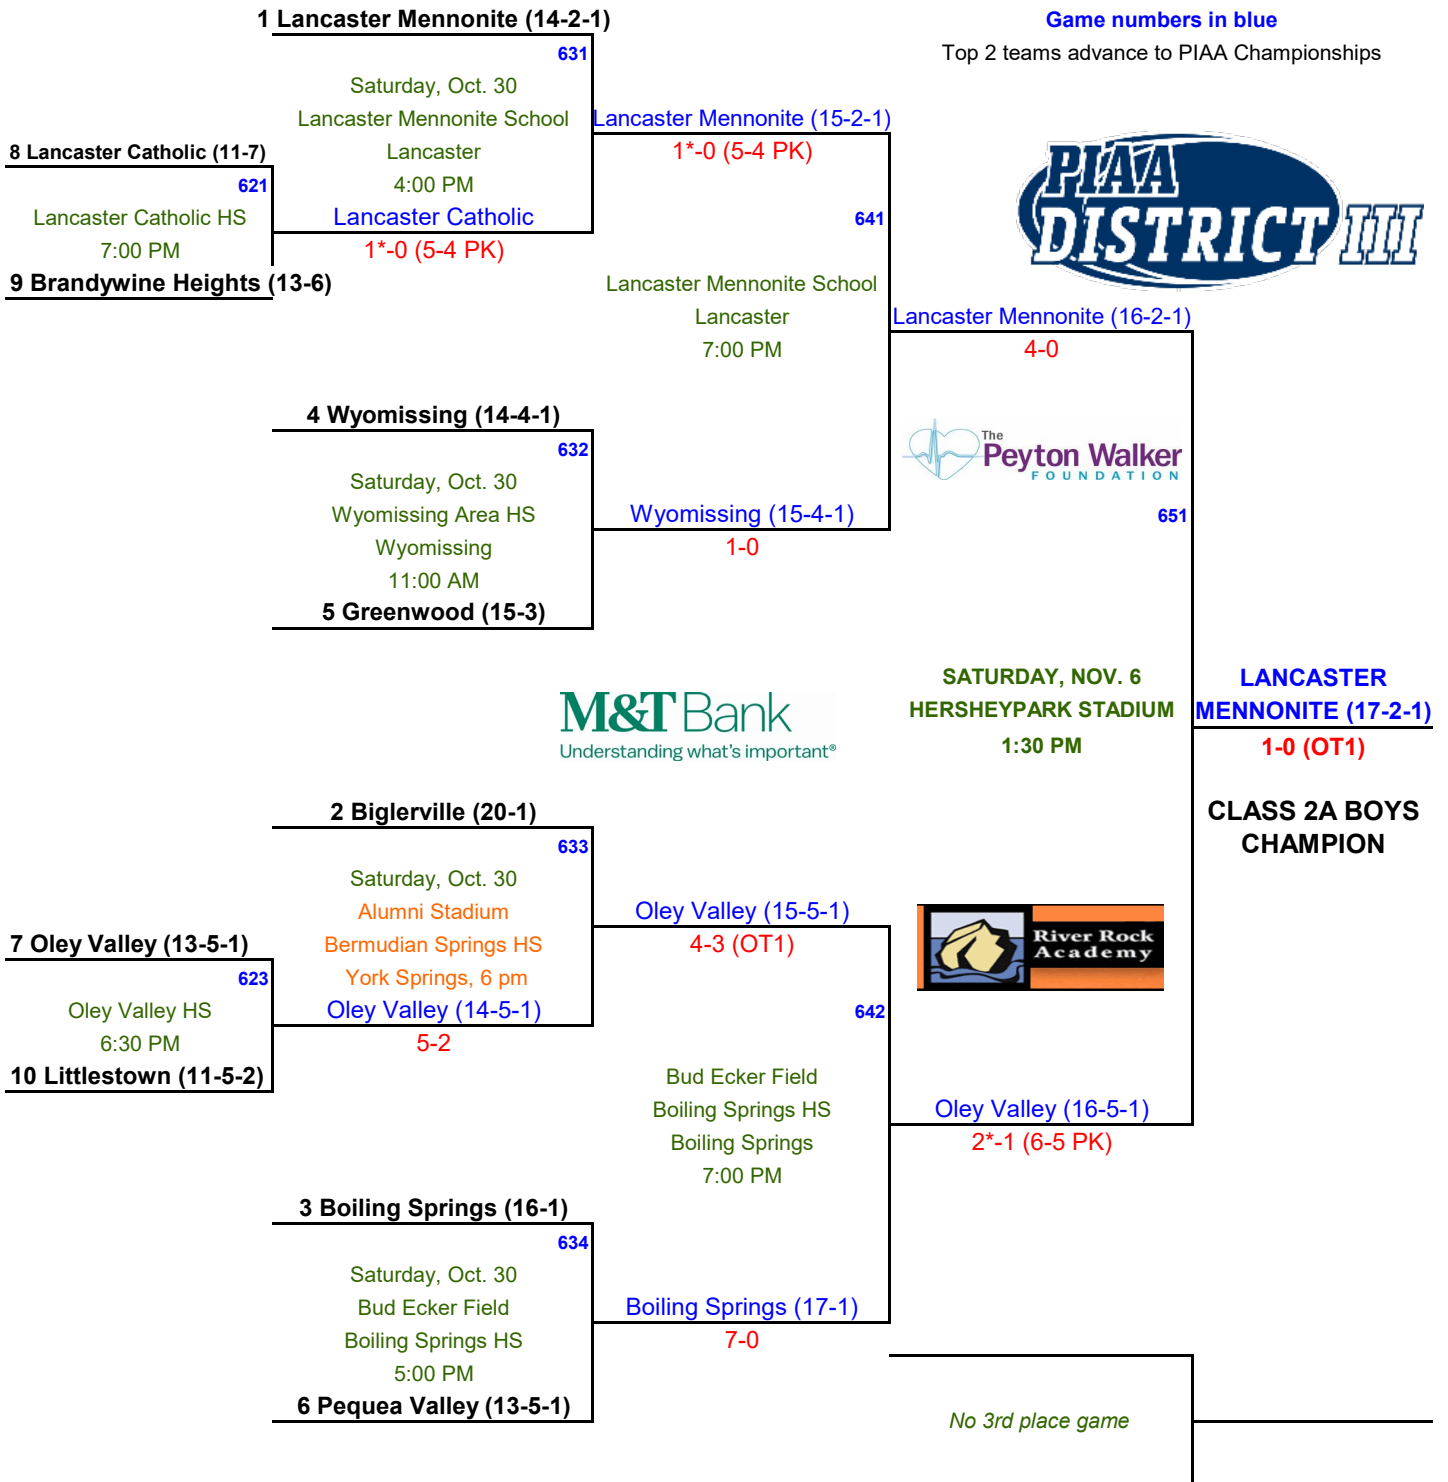 1 Lancaster Mennonite (14-2-1)
Game numbers in blue
Top 2 teams advance to PIAA Championships
631
Saturday, Oct. 30
Lancaster Mennonite School
Lancaster
4:00 PM
Lancaster Mennonite (15-2-1)
1*-0 (5-4 PK)
PIAA
DISTRICT III
8 Lancaster Catholic (11-7)
621
Lancaster Catholic HS
7:00 PM
9 Brandywine Heights (13-6)
Lancaster Catholic
1*-0 (5-4 PK)
641
Lancaster Mennonite School
Lancaster
7:00 PM
Lancaster Mennonite (16-2-1)
4-0
4 Wyomissing (14-4-1)
632
Saturday, Oct. 30
Wyomissing Area HS
Wyomissing
11:00 AM
5 Greenwood (15-3)
Wyomissing (15-4-1)
1-0
The
Peyton Walker
FOUNDATION
651
M&T Bank
Understanding what's important®
SATURDAY, NOV. 6
HERSHEYPARK STADIUM
1:30 PM
LANCASTER
MENNONITE (17-2-1)
1-0 (OT1)
CLASS 2A BOYS
CHAMPION
2 Biglerville (20-1)
633
Saturday, Oct. 30
Alumni Stadium
Bermudian Springs HS
York Springs, 6 pm
Oley Valley (14-5-1)
5-2
7 Oley Valley (13-5-1)
623
Oley Valley HS
6:30 PM
10 Littlestown (11-5-2)
Oley Valley (15-5-1)
4-3 (OT1)
River Rock
Academy
642
Bud Ecker Field
Boiling Springs HS
Boiling Springs
7:00 PM
Oley Valley (16-5-1)
2*-1 (6-5 PK)
3 Boiling Springs (16-1)
634
Saturday, Oct. 30
Bud Ecker Field
Boiling Springs HS
5:00 PM
6 Pequea Valley (13-5-1)
Boiling Springs (17-1)
7-0
No 3rd place game